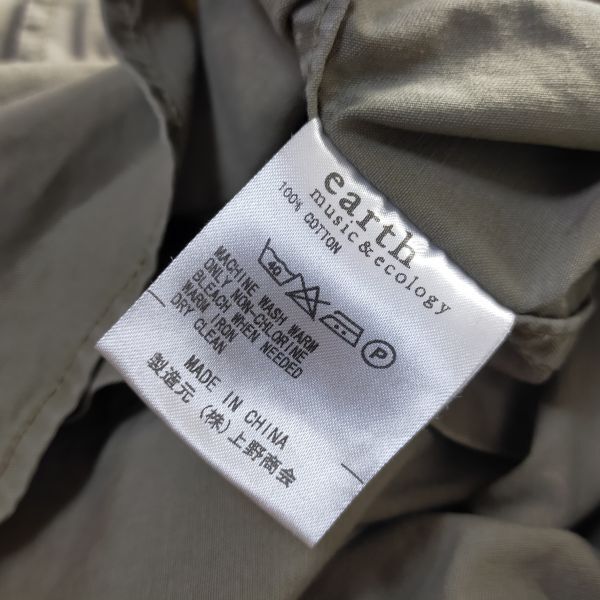 earth
music&ecology
100% COTTON
40
P
MACHINE WASH WARM
ONLY NON-CHLORINE
BLEACH WHEN NEEDED
WARM IRON
DRY CLEAN
MADE IN CHINA
製造元 (株)上野商会